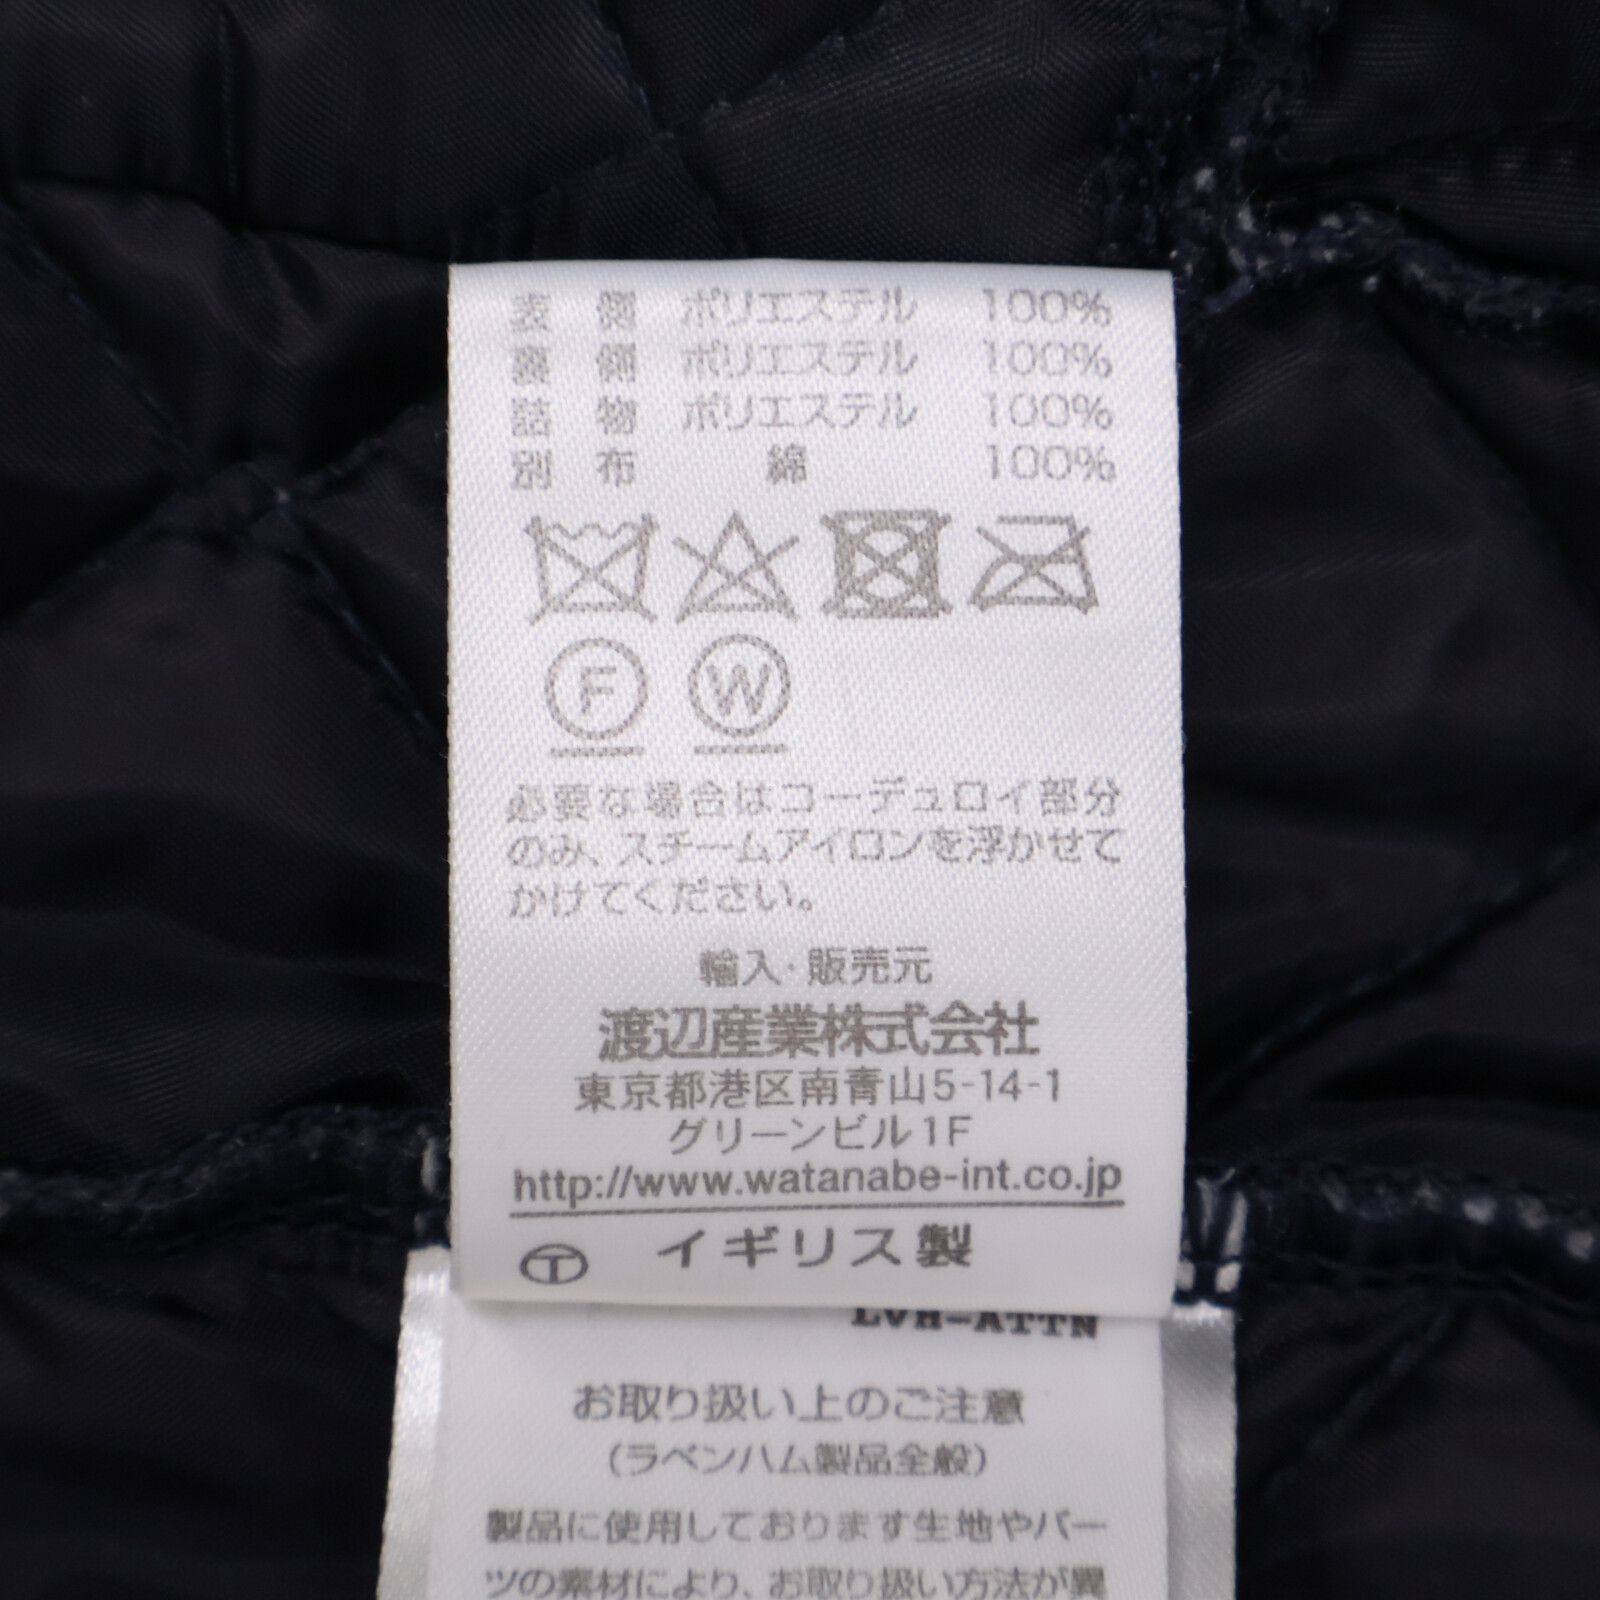 表側 ポリエステル 100%
裏側 ポリエステル 100%
詰物 ポリエステル 100%
別布 綿 100%
F W
必要な場合はコーデュロイ部分
のみ、スチームアイロンを浮かせて
かけてください。
輸入・販売元
渡辺産業株式会社
東京都港区南青山5-14-1
グリーンビル1F
http://www.watanabe-int.co.jp
T イギリス製
LVH-ATTN
お取り扱い上のご注意
(ラベンハム製品全般)
製品に使用しております生地やパー
ツの素材により、お取り扱い方法が異